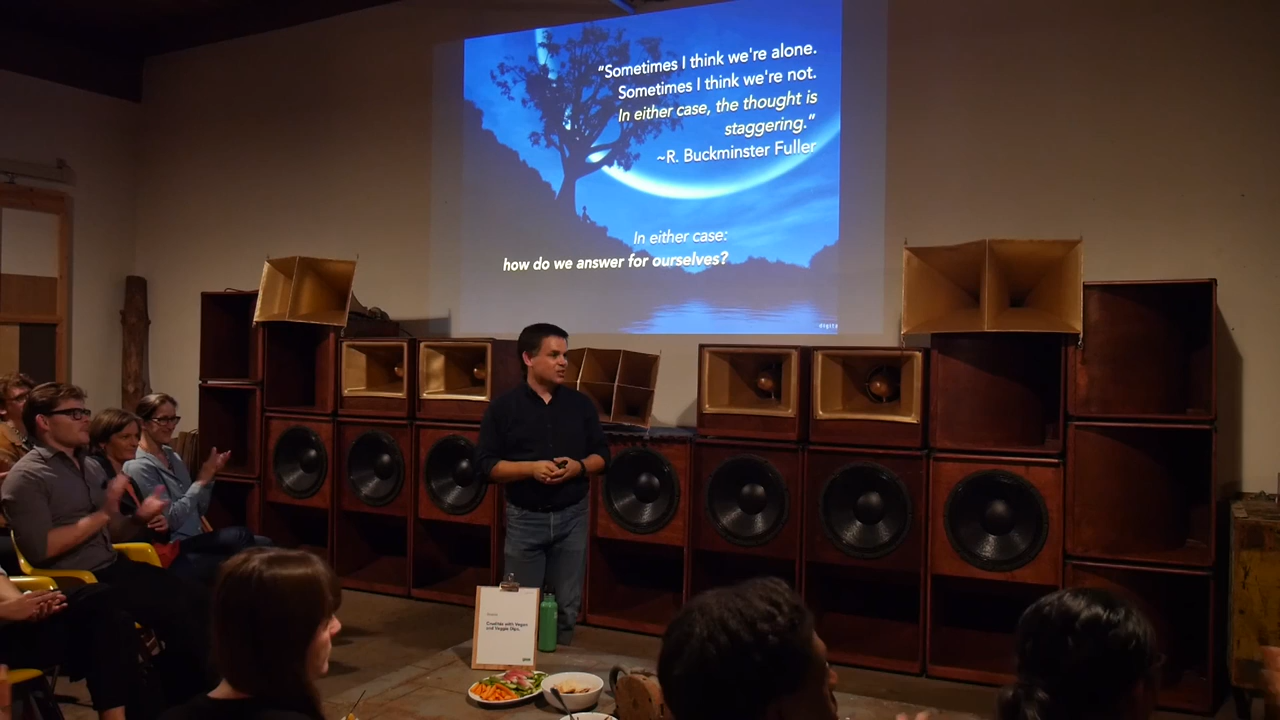 “Sometimes I think we're alone.
Sometimes I think we're not.
In either case, the thought is
staggering.”
~R. Buckminster Fuller
In either case:
how do we answer for ourselves?
Crudités with Vegan
and Veggie Dips.